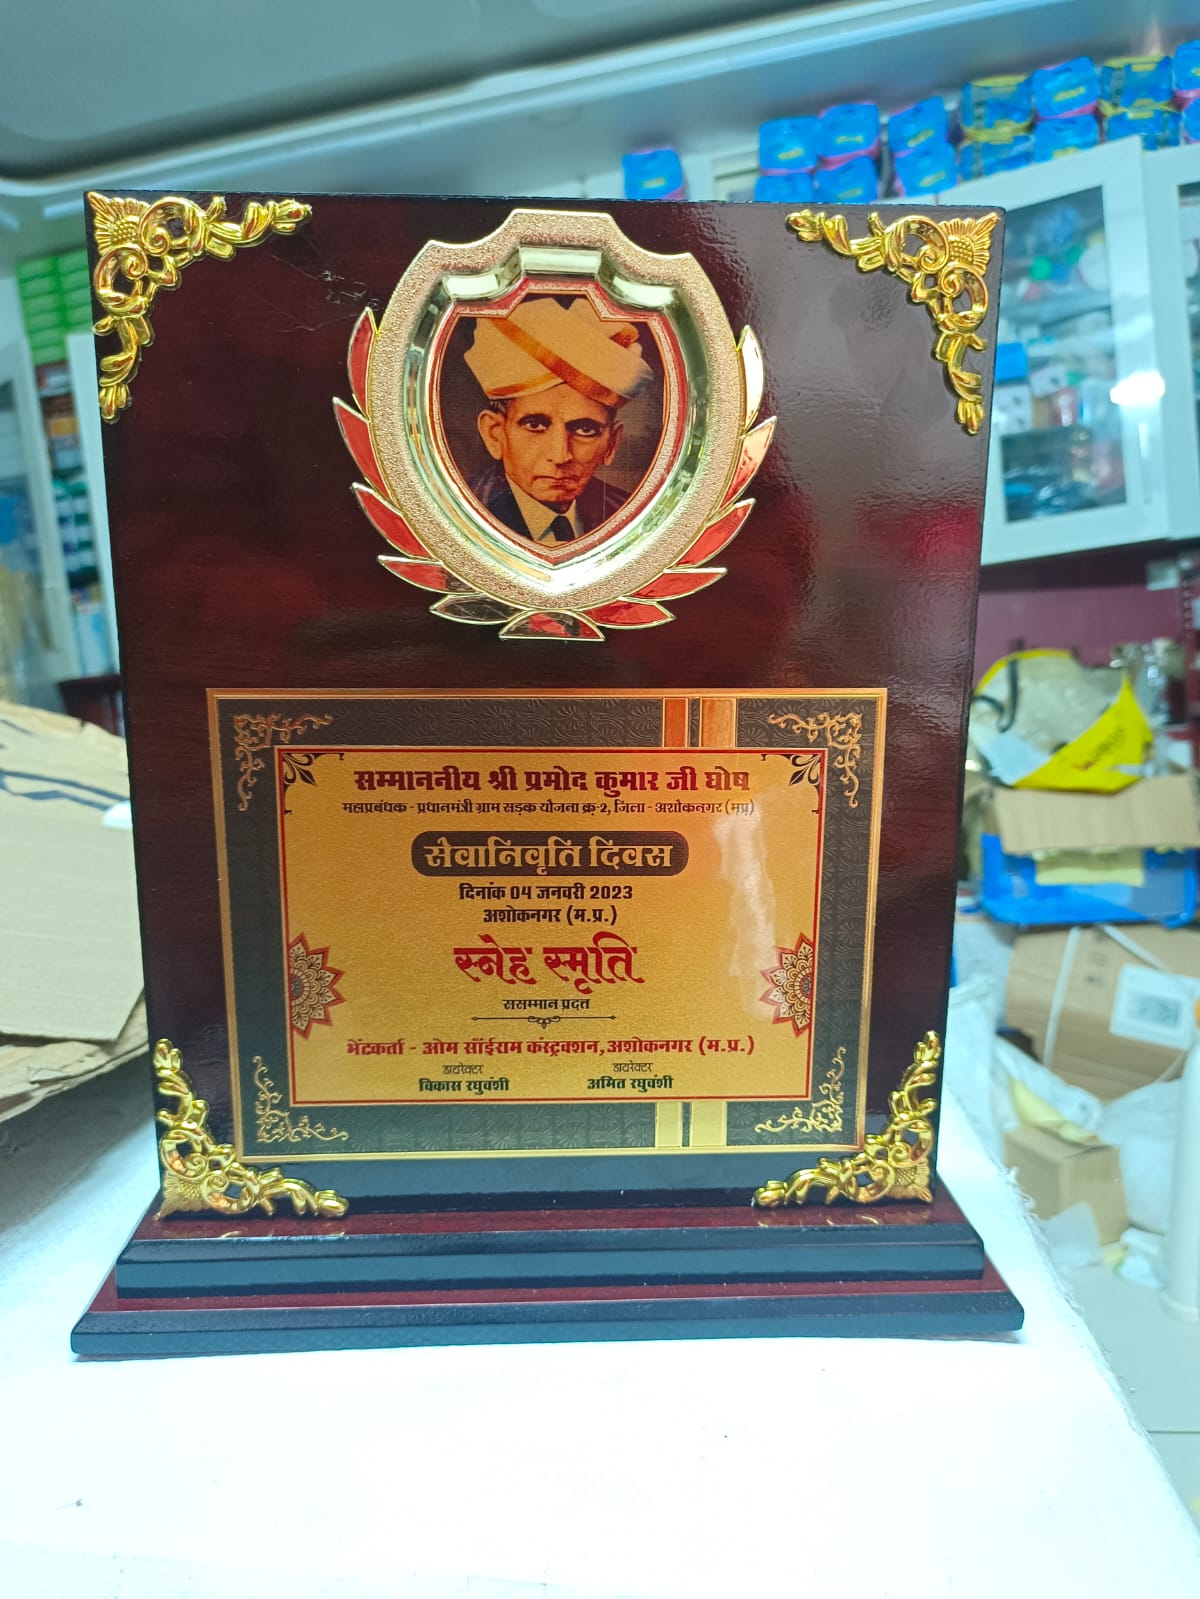 सम्माननीय श्री प्रमोद कुमार जी घोष
महाप्रबंधक - प्रधानमंत्री ग्राम सड़क योजना क्र-2, जिला - अशोकनगर (म.प्र.)
सेवानिवृति दिवस
दिनांक 04 जनवरी 2023
अशोकनगर (म.प्र.)
स्नेह स्मृति
ससम्मान प्रदत्त
भेंटकर्ता - ओम सॉईराम कंस्ट्रक्शन, अशोकनगर (म.प्र.)
डायरेक्टर डायरेक्टर
विकास रघुवंशी अमित रघुवंशी